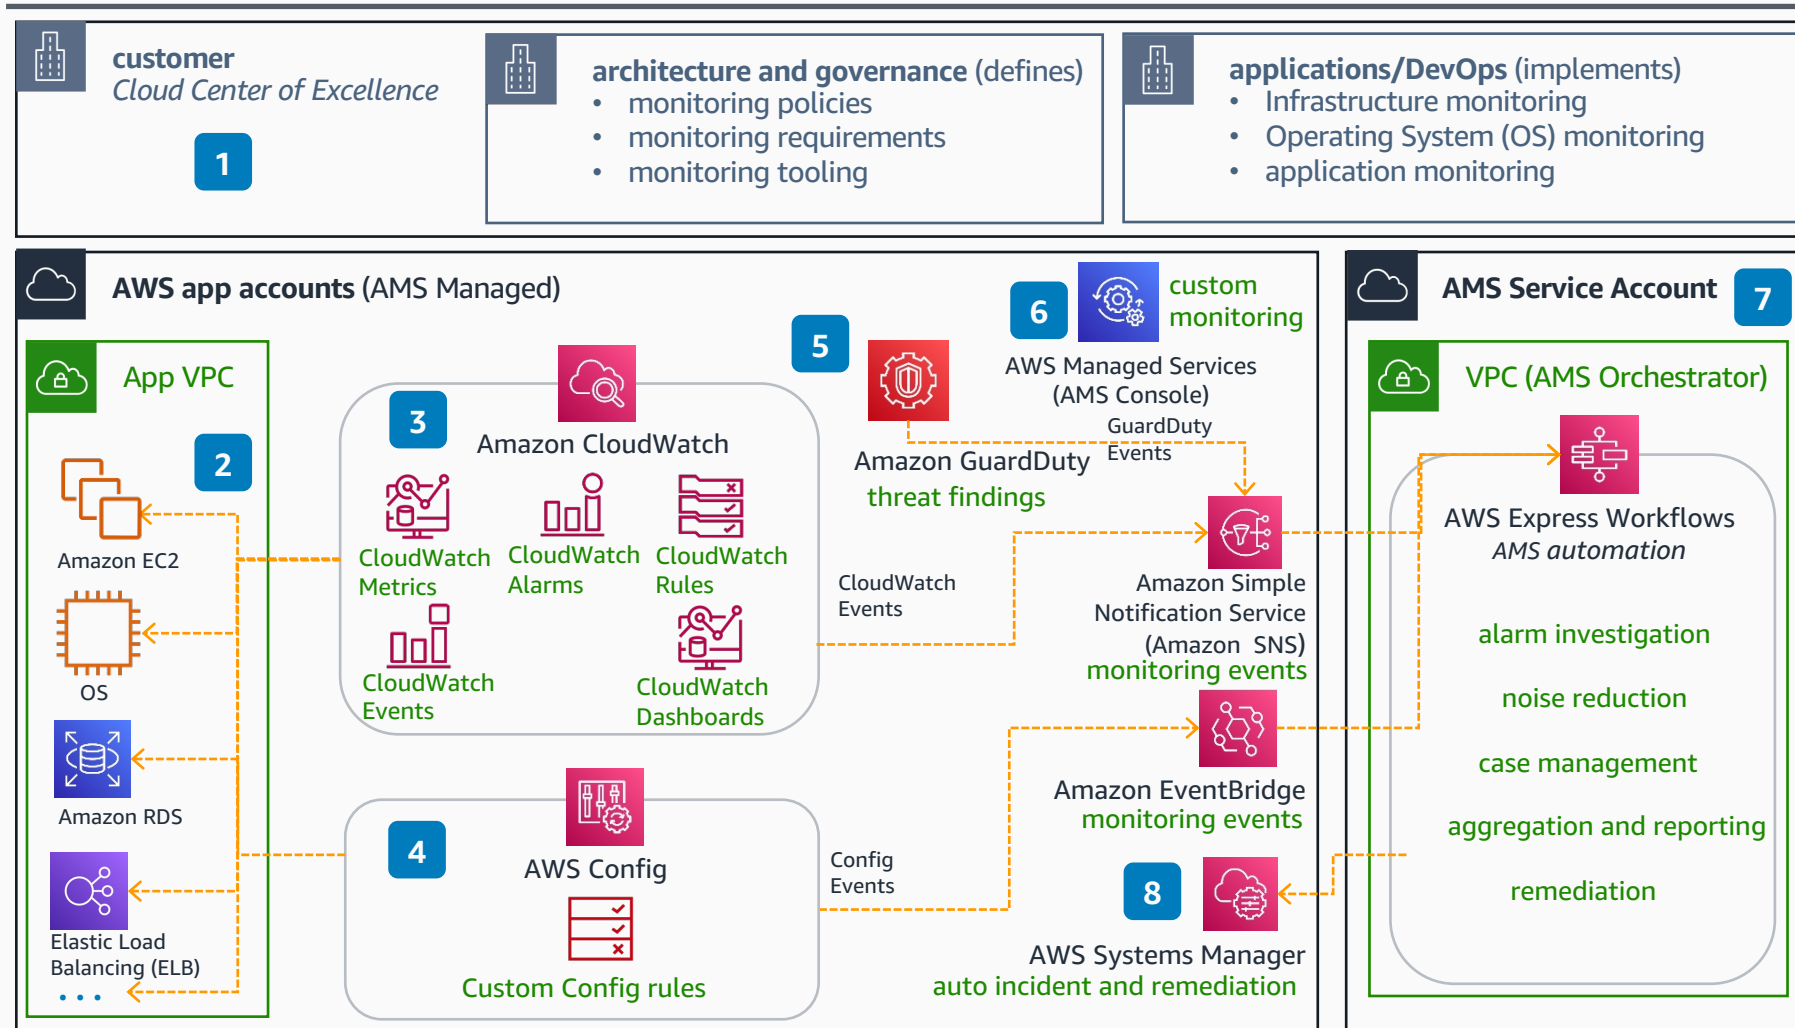 customer
Cloud Center of Excellence
1
architecture and governance (defines)
• monitoring policies
• monitoring requirements
• monitoring tooling
applications/DevOps (implements)
• Infrastructure monitoring
• Operating System (OS) monitoring
• application monitoring
AWS app accounts (AMS Managed)
App VPC
2
Amazon EC2
OS
Amazon RDS
Elastic Load
Balancing (ELB)
...
3
Amazon CloudWatch
CloudWatch
Metrics
CloudWatch
Alarms
CloudWatch
Rules
CloudWatch
Events
CloudWatch
Dashboards
4
AWS Config
Custom Config rules
5
Amazon GuardDuty
threat findings
6
custom
monitoring
AWS Managed Services
(AMS Console)
GuardDuty
Events
CloudWatch
Events
Amazon Simple
Notification Service
(Amazon SNS)
monitoring events
Amazon EventBridge
monitoring events
Config
Events
8
AWS Systems Manager
auto incident and remediation
AMS Service Account
7
VPC (AMS Orchestrator)
AWS Express Workflows
AMS automation
alarm investigation
noise reduction
case management
aggregation and reporting
remediation